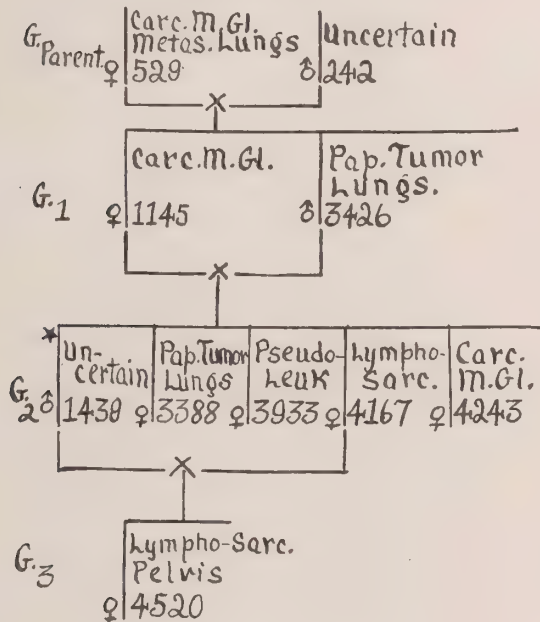 G. Parent. ♀ Carc. M. Gl. Metas. Lungs 529 ♂ Uncertain 242
×
G. 1 ♀ Carc. M. Gl. 1145 ♂ Pap. Tumor Lungs. 3426
×
* G. 2 ♂ Un-certain 1438 ♀ Pap. Tumor Lungs 3388 ♀ Pseudo-Leuk 3933 ♀ Lympho-Sarc. 4167 ♀ Carc. M. Gl. 4243
×
G. 3 ♀ Lympho-Sarc. Pelvis 4520